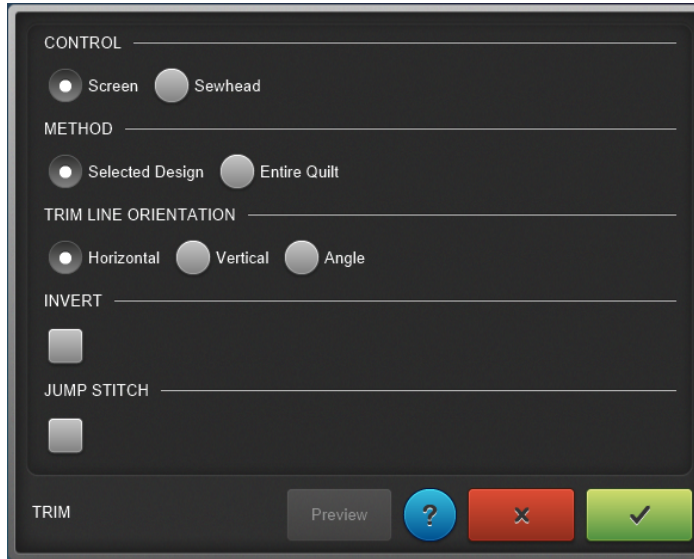 CONTROL
Screen Sewhead
METHOD
Selected Design Entire Quilt
TRIM LINE ORIENTATION
Horizontal Vertical Angle
INVERT
JUMP STITCH
TRIM Preview ?